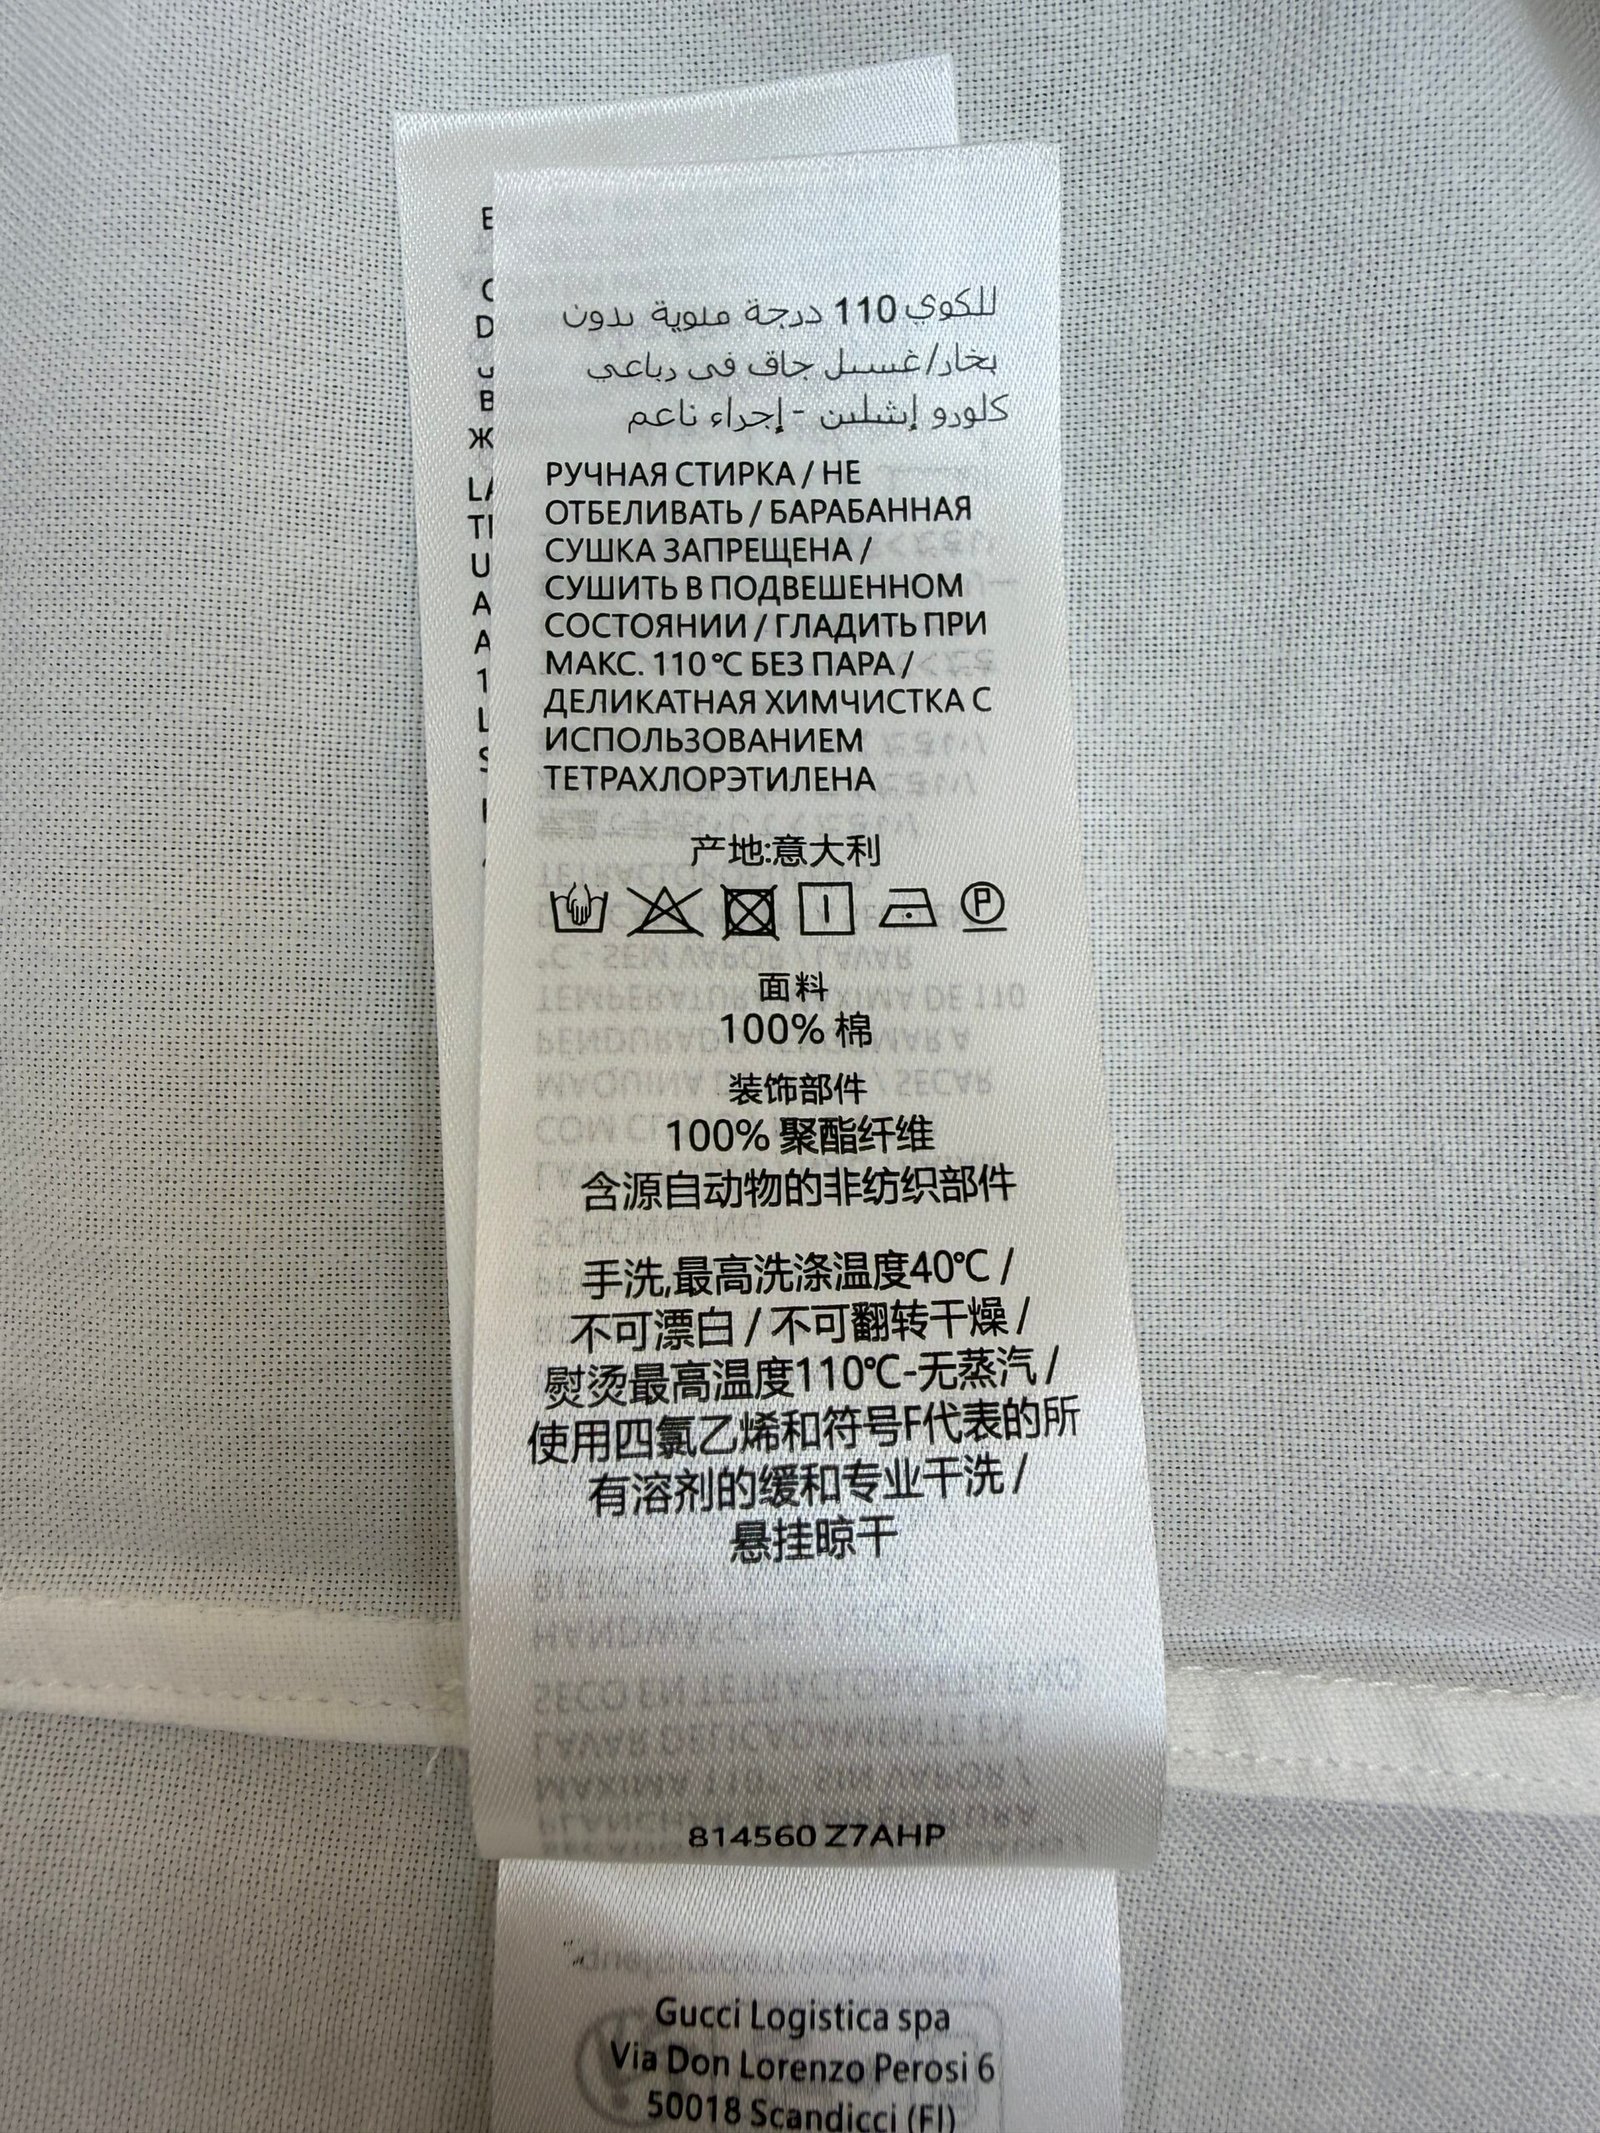 للكوي 110 درجة مئوية بدون
بخار/غسيل جاف في رباعي
كلورو إيثيلين - إجراء ناعم
РУЧНАЯ СТИРКА / НЕ
ОТБЕЛИВАТЬ / БАРАБАННАЯ
СУШКА ЗАПРЕЩЕНА /
СУШИТЬ В ПОДВЕШЕННОМ
СОСТОЯНИИ / ГЛАДИТЬ ПРИ
МАКС. 110°C БЕЗ ПАРА /
ДЕЛИКАТНАЯ ХИМЧИСТКА С
ИСПОЛЬЗОВАНИЕМ
ТЕТРАХЛОРЭТИЛЕНА
产地:意大利
面料
100% 棉
装饰部件
100% 聚酯纤维
含源自动物的非纺织部件
手洗,最高洗涤温度40℃ /
不可漂白 / 不可翻转干燥 /
熨烫最高温度110℃-无蒸汽 /
使用四氯乙烯和符号F代表的所
有溶剂的缓和专业干洗 /
悬挂晾干
814560 Z7AHP
Gucci Logistica spa
Via Don Lorenzo Perosi 6
50018 Scandicci (FI)